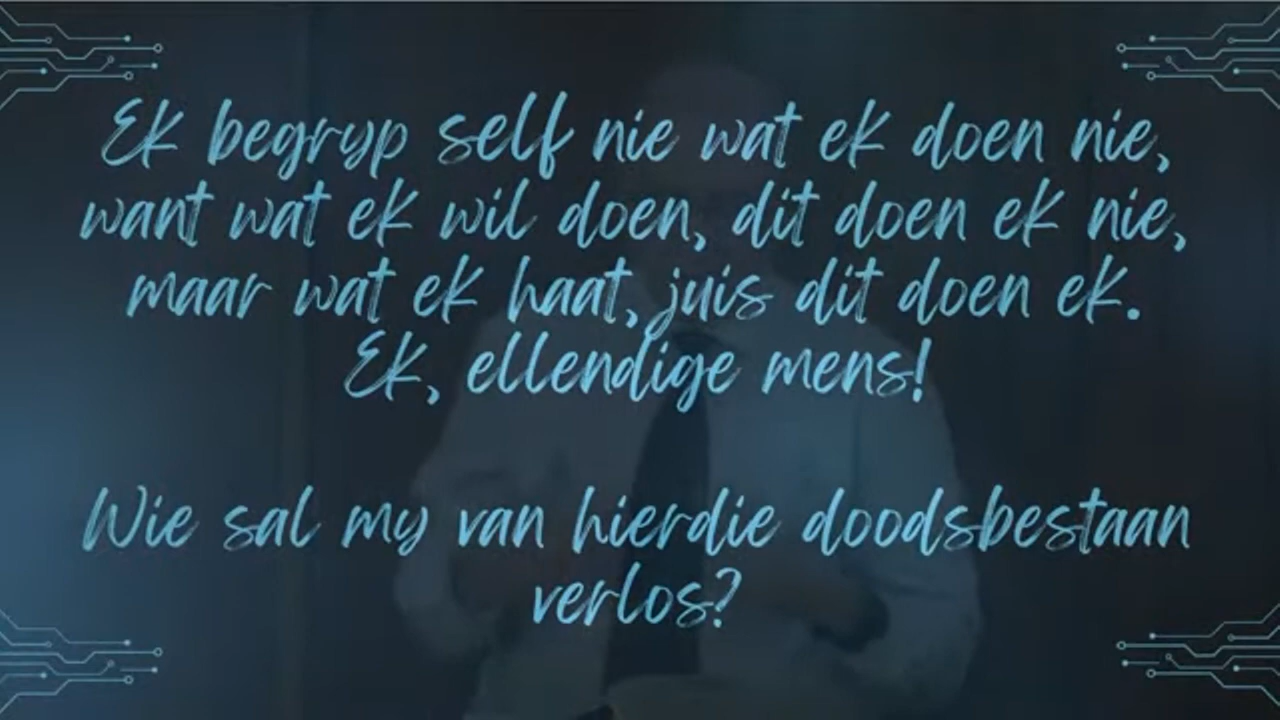 Ek begryp self nie wat ek doen nie,
want wat ek wil doen, dit doen ek nie,
maar wat ek haat, juis dit doen ek.
Ek, ellendige mens!
Wie sal my van hierdie doodsbestaan
verlos?